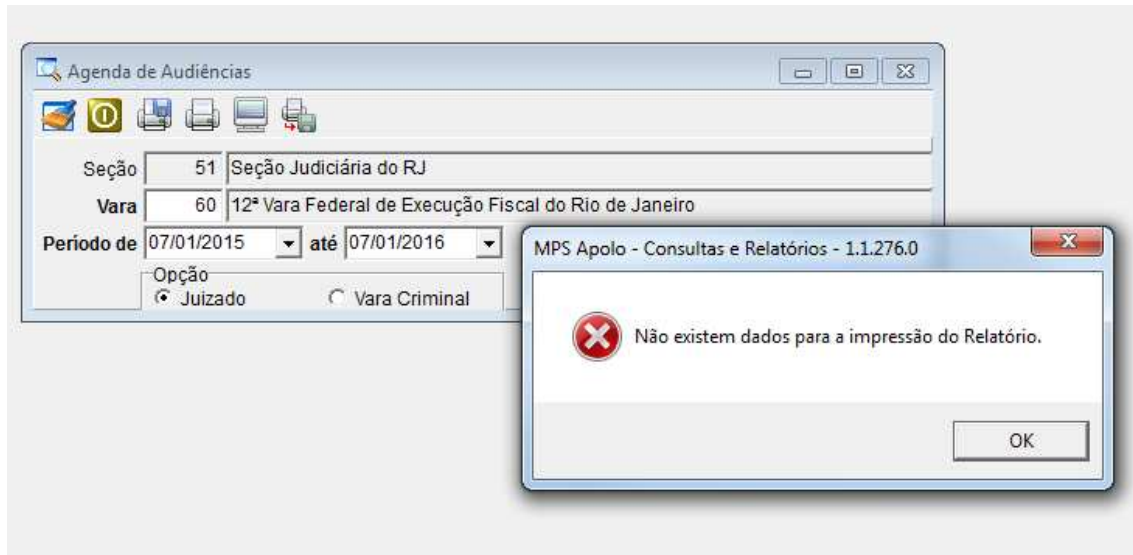 Agenda de Audiências
Seção 51 Seção Judiciária do RJ
Vara 60 12ª Vara Federal de Execução Fiscal do Rio de Janeiro
Período de 07/01/2015 até 07/01/2016
Opção
Juizado Vara Criminal
MPS Apolo - Consultas e Relatórios - 1.1.276.0
Não existem dados para a impressão do Relatório.
OK